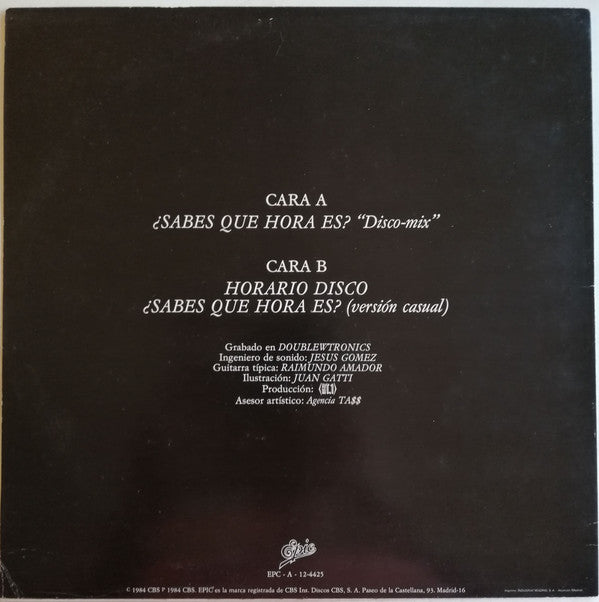 CARA A
¿SABES QUE HORA ES? “Disco-mix”
CARA B
HORARIO DISCO
¿SABES QUE HORA ES? (versión casual)
Grabado en DOUBLEWTRONICS
Ingeniero de sonido: JESUS GOMEZ
Guitarra típica: RAIMUNDO AMADOR
Ilustración: JUAN GATTI
Producción:
Asesor artístico: Agencia TA$$
Epic
EPC - A - 12-4425
© 1984 CBS P 1984 CBS. EPIC es la marca registrada de CBS Ins. Discos CBS, S. A. Paseo de la Castellana, 93. Madrid-16